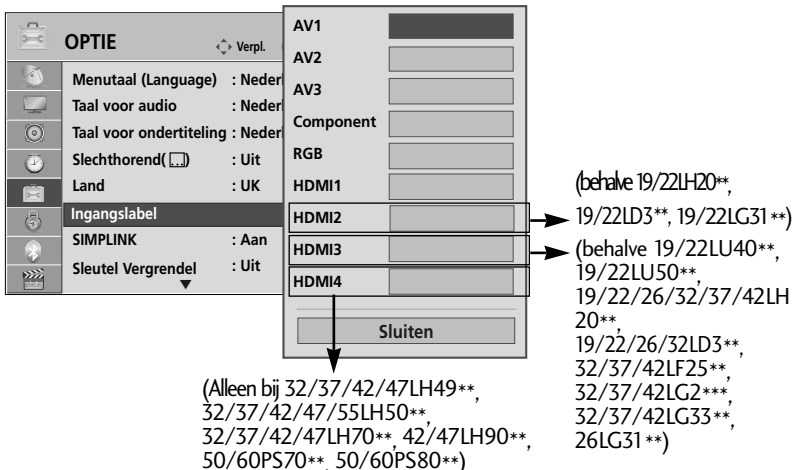 OPTIE
Verpl.
Menutaal (Language) : Neder
Taal voor audio : Neder
Taal voor ondertiteling : Neder
Slechthorend( ) : Uit
Land : UK
Ingangslabel
SIMPLINK : Aan
Sleutel Vergrendel : Uit
AV1
AV2
AV3
Component
RGB
HDMI1
HDMI2
HDMI3
HDMI4
Sluiten
(behalve 19/22LH20**,
19/22LD3**, 19/22LG31**)
(behalve 19/22LU40**,
19/22LU50**,
19/22/26/32/37/42LH
20**,
19/22/26/32LD3**,
32/37/42LF25**,
32/37/42LG2***,
32/37/42LG33**,
26LG31**)
(Alleen bij 32/37/42/47LH49**,
32/37/42/47/55LH50**,
32/37/42/47LH70**, 42/47LH90**,
50/60PS70**, 50/60PS80**)